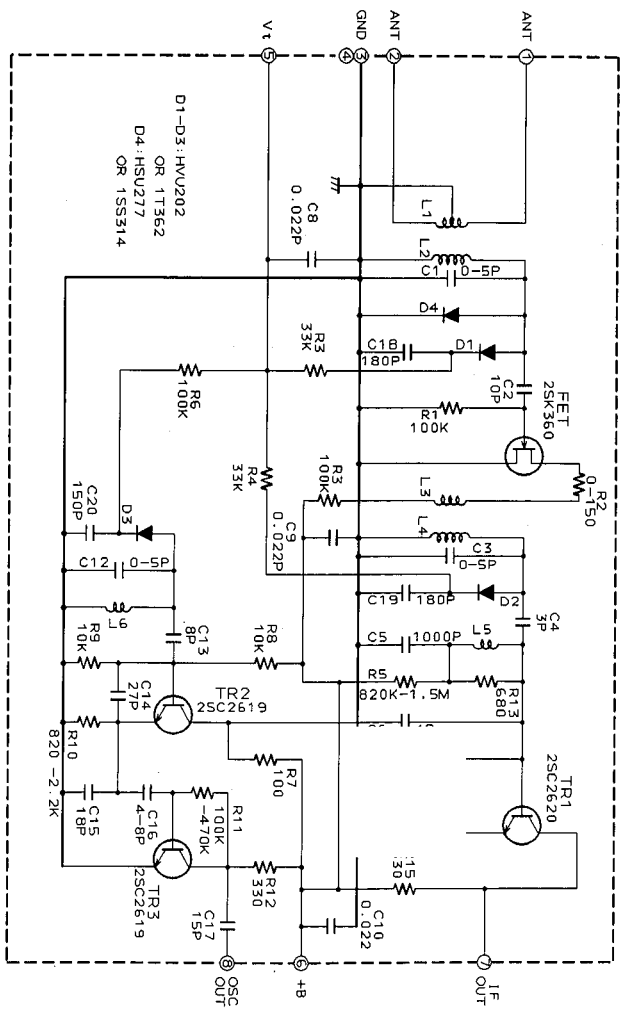 ANT
ANT
GND
Vt
1
2
3
4
5
D1-D3:HVU202
OR 1T362
D4:HSU277
OR 1SS314
L1
L2
C8
0.022P
C1
0-5P
D4
D1
C18
180P
R3
33K
R6
100K
C2
10P
R1
100K
FET
2SK360
R2
0-150
R4
33K
R3
100K
L3
L4
C9
0.022P
C3
0-5P
C20
150P
D3
C12
0-5P
L6
C19
180P
D2
C4
3P
C5
1000P
L5
R5
820K-1.5M
R13
680
R9
10K
C13
8P
R8
10K
C14
27P
TR2
2SC2619
R10
820 -2.2K
R7
100
TR1
2SC2620
C15
18P
C16
4-8P
R11
100K
-470K
TR3
2SC2619
R12
330
C17
15P
C10
0.022
15
30
8
OSC
OUT
6
+B
7
IF
OUT